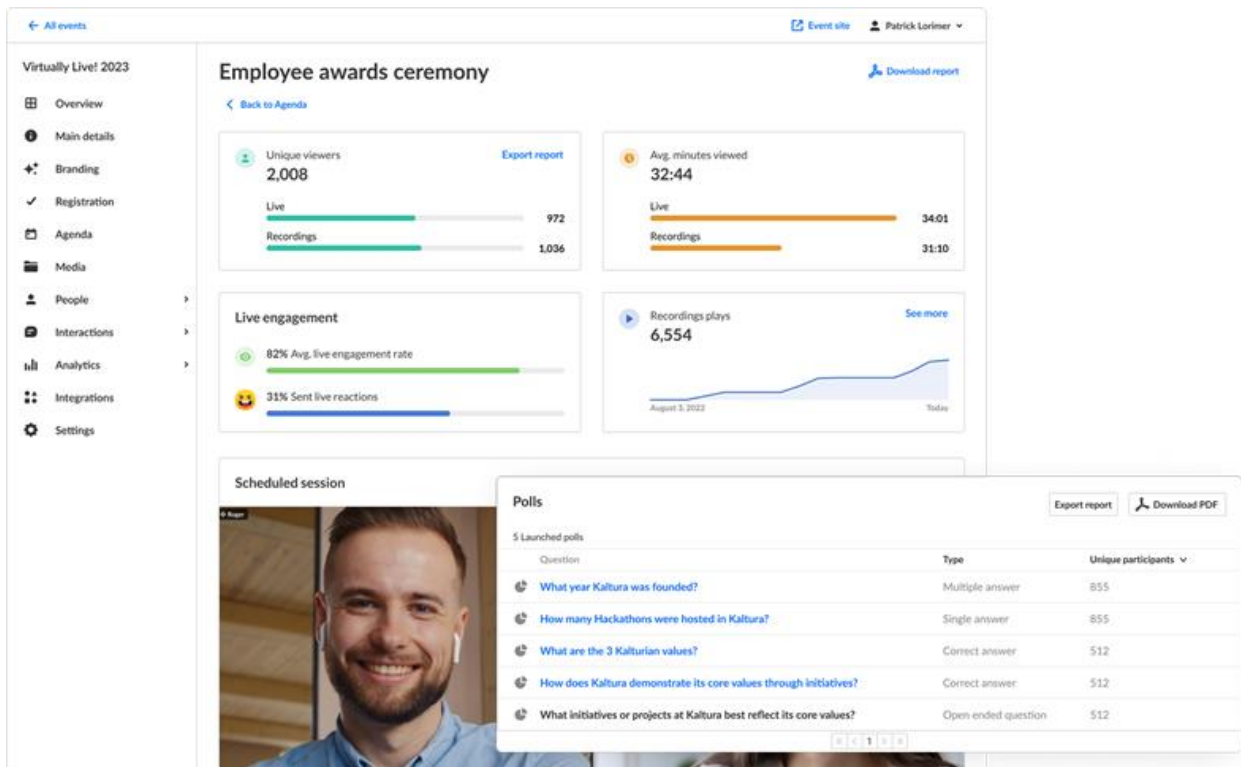 All events
Event site
Patrick Lorimer
Virtually Live! 2023
Overview
Main details
Branding
Registration
Agenda
Media
People
Interactions
Analytics
Integrations
Settings
Employee awards ceremony
Download report
Back to Agenda
Unique viewers
Export report
2,008
Live
972
Recordings
1,036
Avg. minutes viewed
32:44
Live
34:01
Recordings
31:10
Live engagement
82% Avg. live engagement rate
31% Sent live reactions
Recordings plays
See more
6,554
August 3, 2022
Today
Scheduled session
Roger
Polls
Export report
Download PDF
5 Launched polls
Question
Type
Unique participants
What year Kaltura was founded?
Multiple answer
855
How many Hackathons were hosted in Kaltura?
Single answer
855
What are the 3 Kalturian values?
Correct answer
512
How does Kaltura demonstrate its core values through initiatives?
Correct answer
512
What initiatives or projects at Kaltura best reflect its core values?
Open ended question
512
1